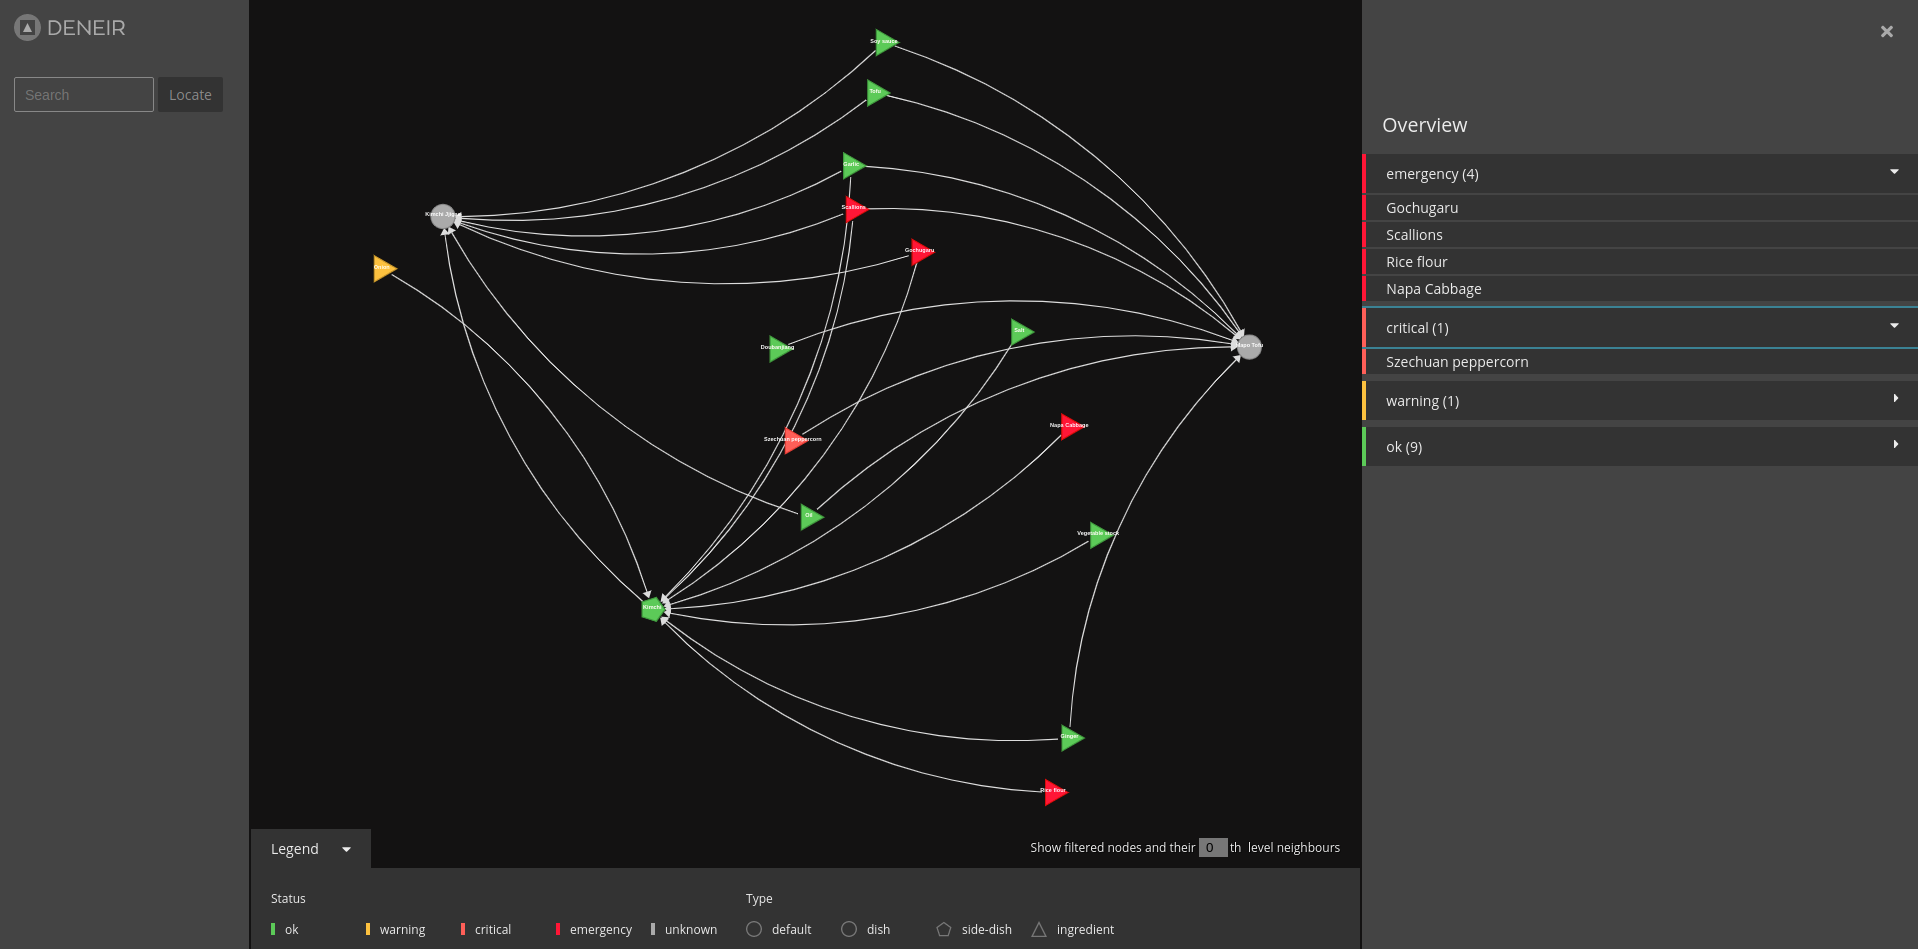 DENEIR
Search
Locate
Soy sauce
Tofu
Garlic
Scallions
Kimchi Jjigae
Gochugaru
Onion
Salt
Doubanjiang
Mapo Tofu
Napa Cabbage
Szechuan peppercorn
Oil
Vegetable stock
Kimchi
Ginger
Rice flour
Legend
Show filtered nodes and their 0 th level neighbours
Status
Type
ok
warning
critical
emergency
unknown
default
dish
side-dish
ingredient
Overview
emergency (4)
Gochugaru
Scallions
Rice flour
Napa Cabbage
critical (1)
Szechuan peppercorn
warning (1)
ok (9)